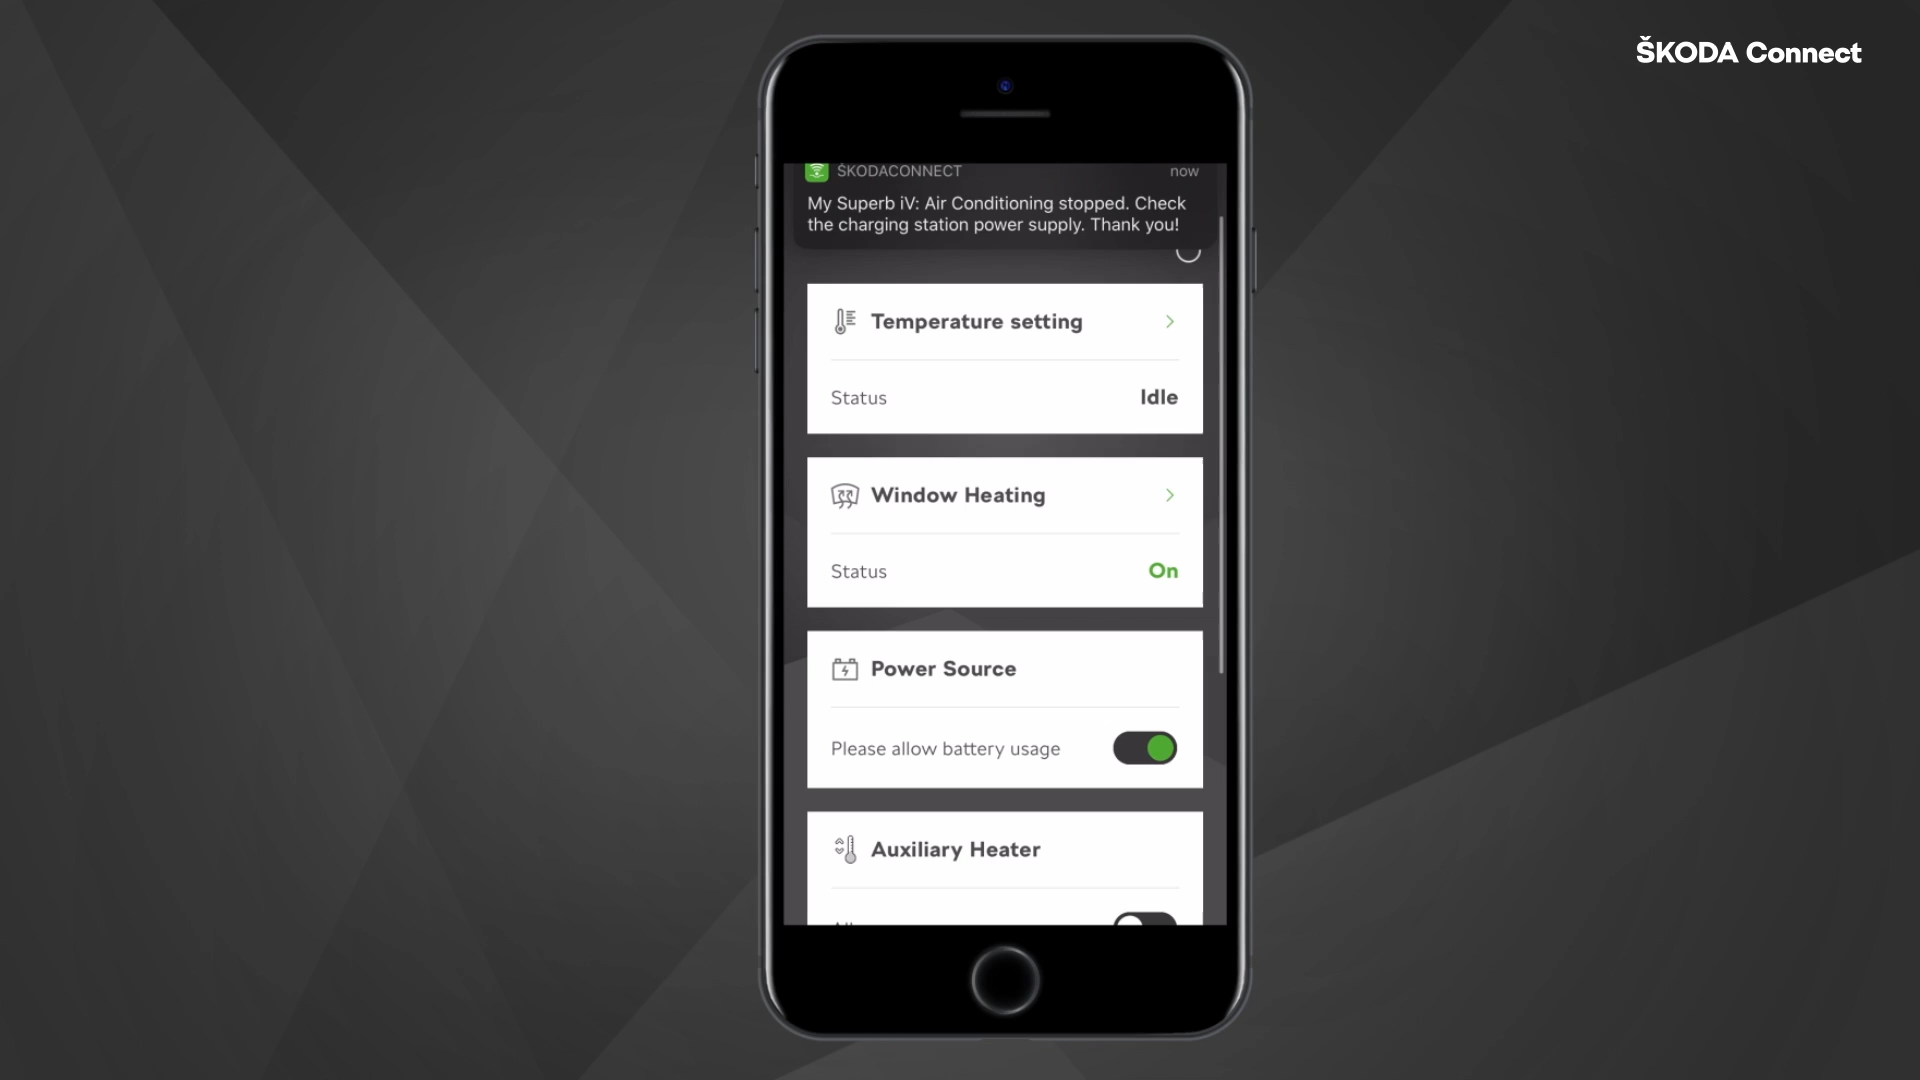 ŠKODA Connect
ŠKODACONNECT now
My Superb iV: Air Conditioning stopped. Check
the charging station power supply. Thank you!
Temperature setting
Status Idle
Window Heating
Status On
Power Source
Please allow battery usage
Auxiliary Heater